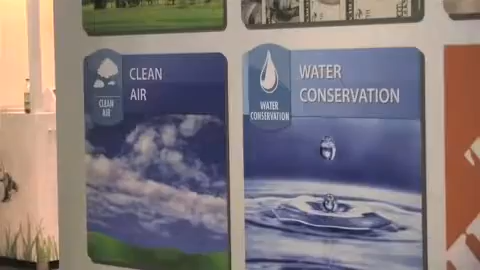 CLEAN
AIR
CLEAN
AIR
WATER
CONSERVATION
WATER
CONSERVATION